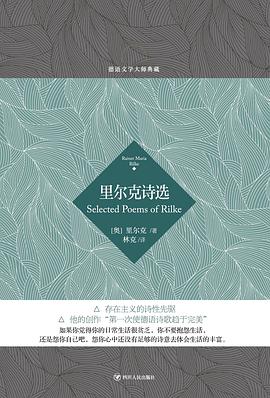 德语文学大师典藏
Rainer Maria
Rilke
里尔克诗选
Selected Poems of Rilke
[奥] 里尔克 /著
林克 /译
△ 存在主义的诗性先驱
△ 他的创作“第一次使德语诗歌趋于完美”
如果你觉得你的日常生活很贫乏，你不要抱怨生活，
还是怨你自己吧，怨你心中还没有足够的诗意去体会生活的丰富。
四川人民出版社